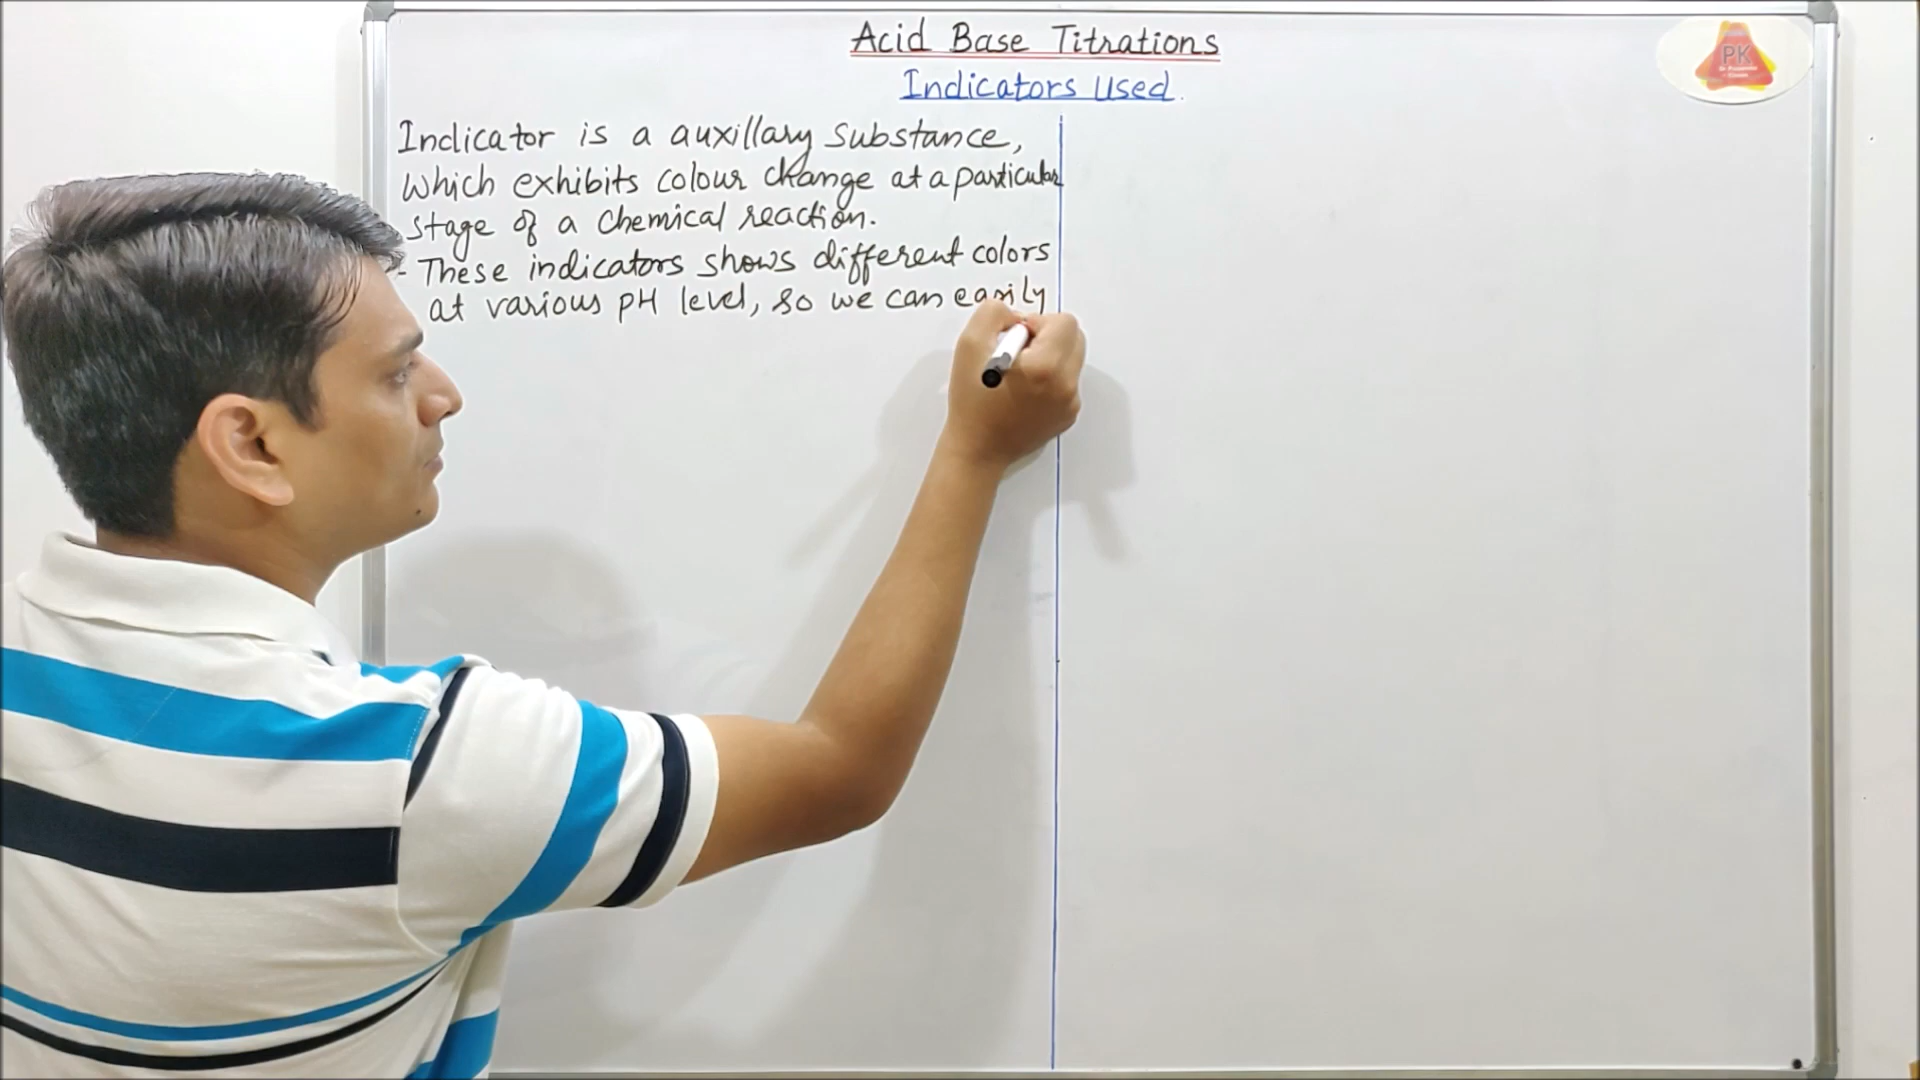 Acid Base Titrations
Indicators Used.
Indicator is a auxillary substance,
which exhibits colour change at a particular
stage of a chemical reaction.
- These indicators shows different colors
at various pH level, so we can easily
PK